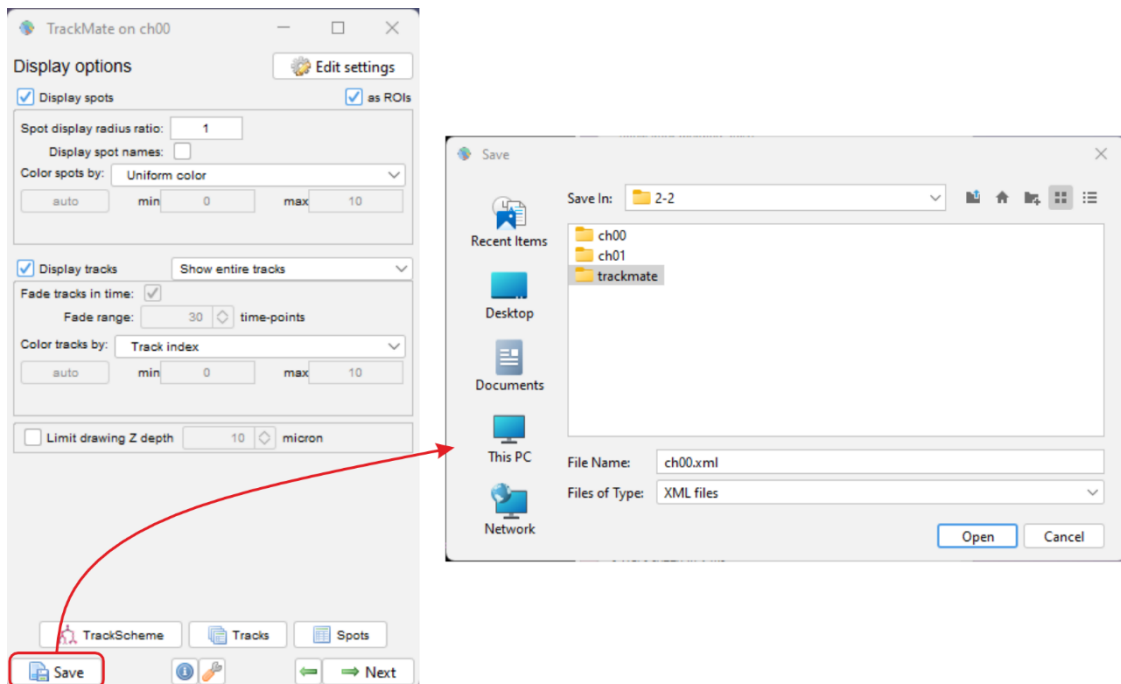 TrackMate on ch00
Display options
Edit settings
Display spots
as ROIs
Spot display radius ratio: 1
Display spot names:
Color spots by: Uniform color
auto min 0 max 10
Display tracks Show entire tracks
Fade tracks in time:
Fade range: 30 time-points
Color tracks by: Track index
auto min 0 max 10
Limit drawing Z depth 10 micron
TrackScheme Tracks Spots
Save Next
Save
Save In: 2-2
Recent Items
Desktop
Documents
This PC
Network
ch00
ch01
trackmate
File Name: ch00.xml
Files of Type: XML files
Open Cancel